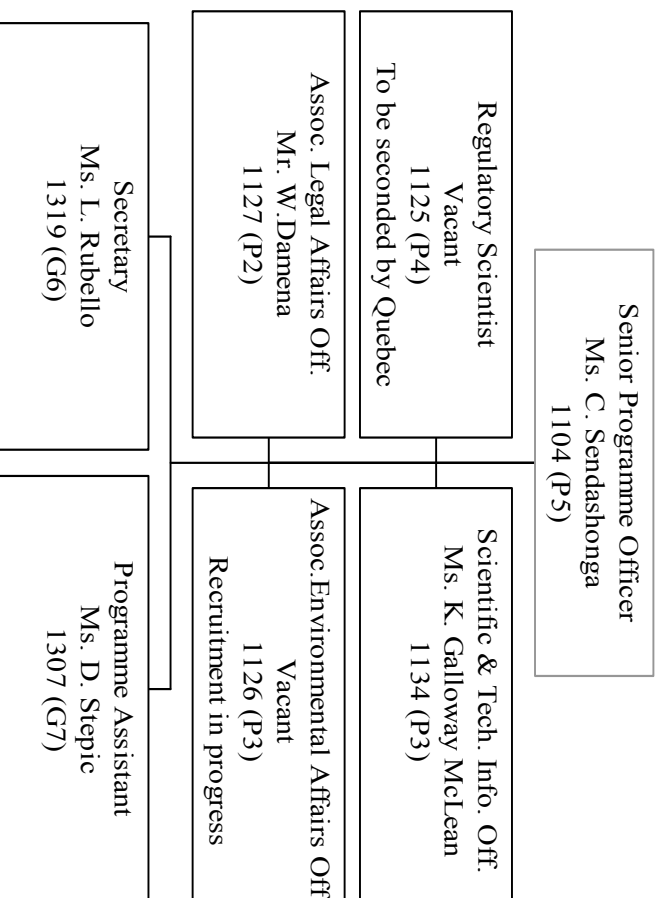 Senior Programme Officer
Ms. C. Sendashonga
1104 (P5)
Regulatory Scientist
Vacant
1125 (P4)
To be seconded by Quebec
Scientific & Tech. Info. Off.
Ms. K. Galloway McLean
1134 (P3)
Assoc. Legal Affairs Off.
Mr. W.Damena
1127 (P2)
Assoc.Environmental Affairs Off
Vacant
1126 (P3)
Recruitment in progress
Secretary
Ms. L. Rubello
1319 (G6)
Programme Assistant
Ms. D. Stepic
1307 (G7)